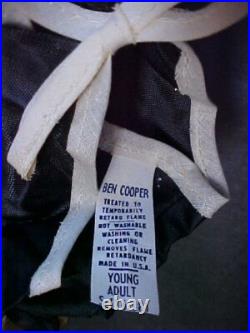 BEN COOPER
TREATED TO
TEMPORARILY
RETARD FLAME
NOT WASHABLE
WASHING OR
CLEANING
REMOVES FLAME
RETARDANCY
MADE IN U.S.A.
YOUNG
ADULT